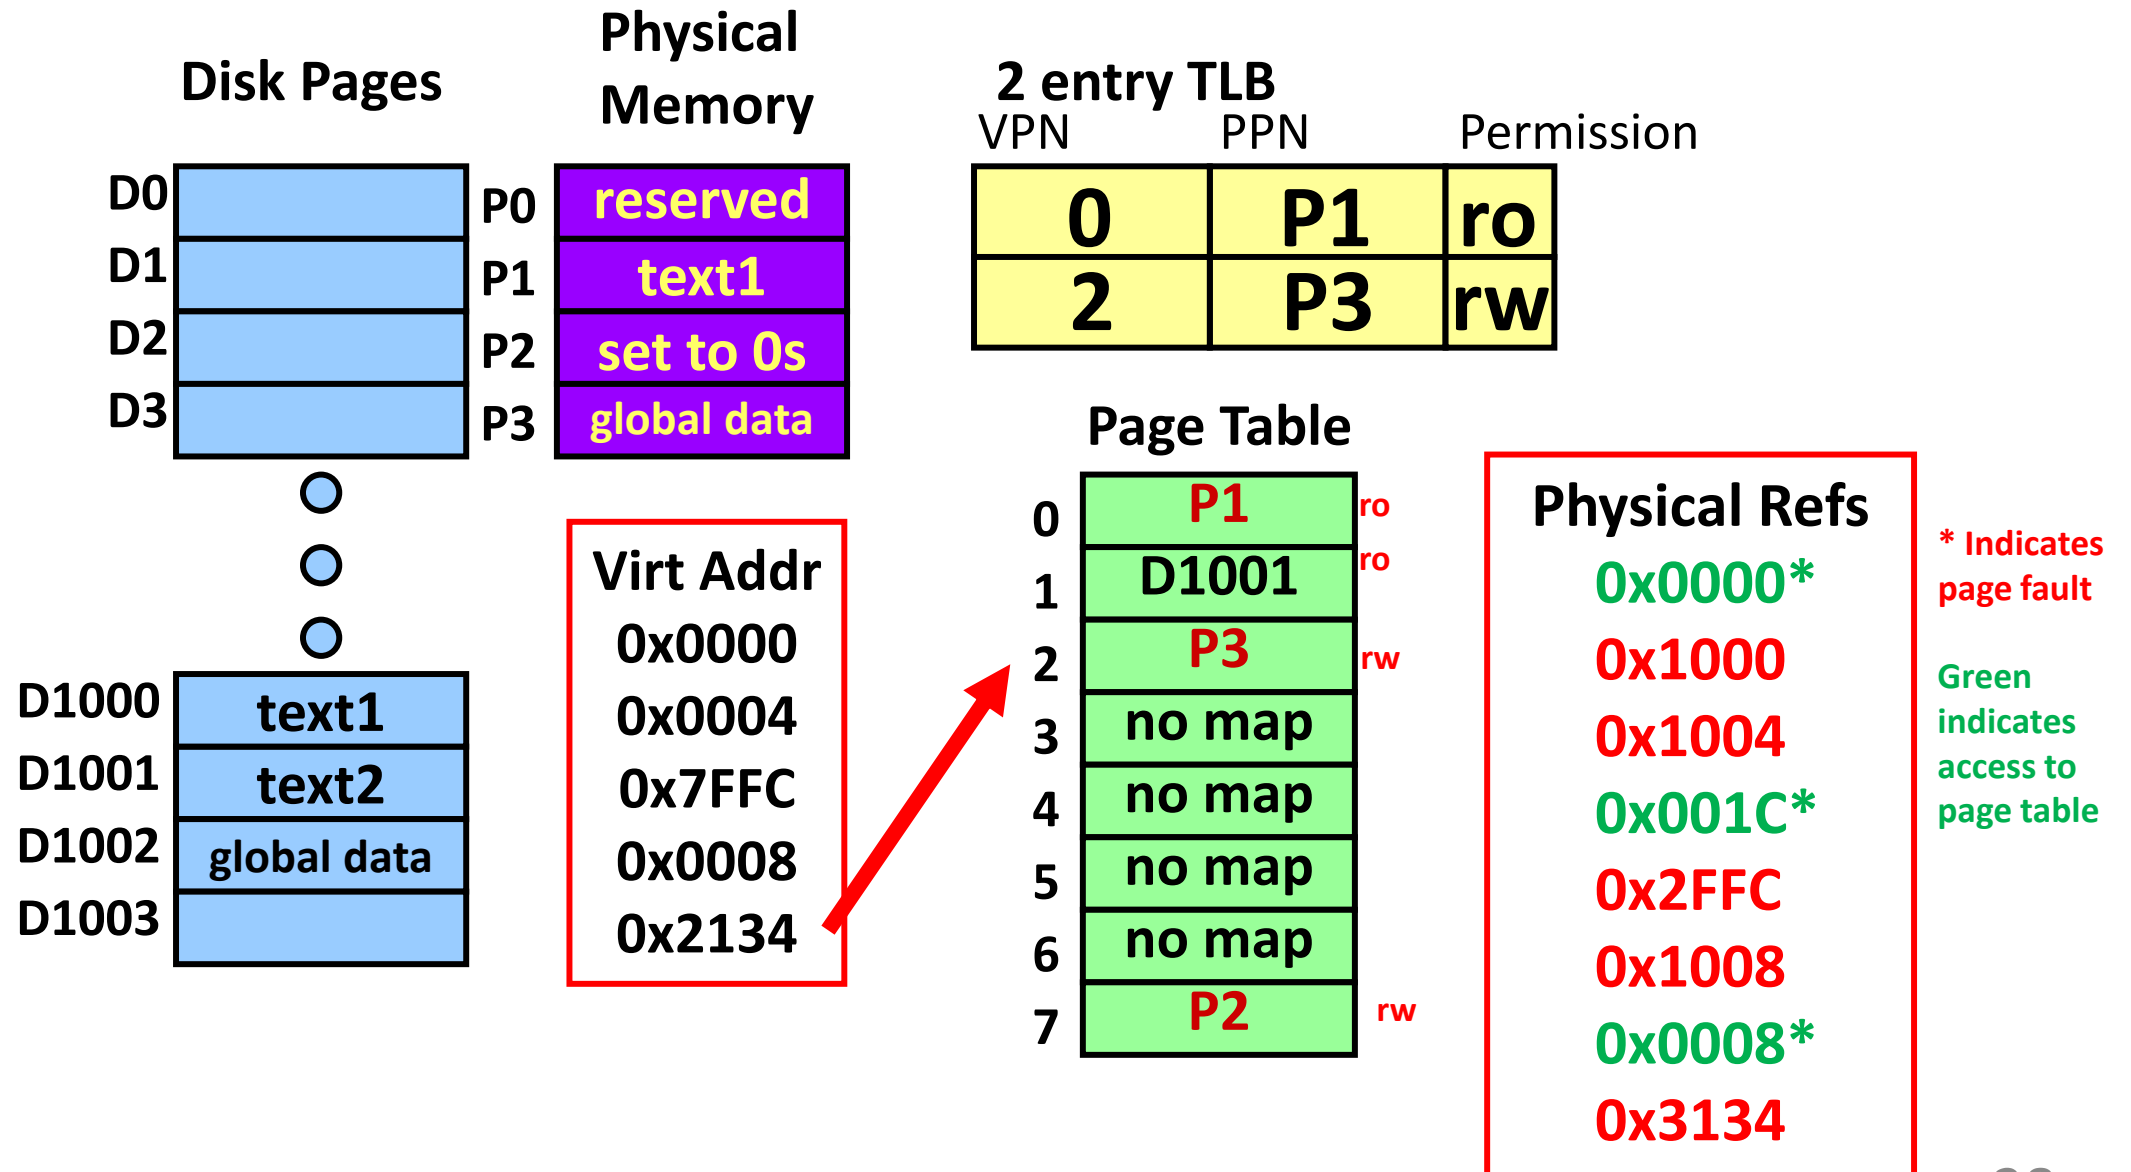 Disk Pages
D0
D1
D2
D3
D1000
text1
D1001
text2
D1002
global data
D1003
Physical
Memory
P0
reserved
P1
text1
P2
set to 0s
P3
global data
2 entry TLB
VPN PPN Permission
0 P1 ro
2 P3 rw
Virt Addr
0x0000
0x0004
0x7FFC
0x0008
0x2134
Page Table
0 P1 ro
1 D1001 ro
2 P3 rw
3 no map
4 no map
5 no map
6 no map
7 P2 rw
Physical Refs
0x0000*
0x1000
0x1004
0x001C*
0x2FFC
0x1008
0x0008*
0x3134
* Indicates
page fault
Green
indicates
access to
page table